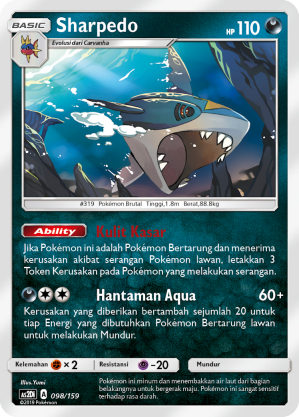 BASIC Sharpedo HP 110
Evolusi dari Carvanha
#319 Pokémon Brutal Tinggi,1.8m Berat,88.8kg
Ability Kulit Kasar
Jika Pokémon ini adalah Pokémon Bertarung dan menerima
kerusakan akibat serangan Pokémon lawan, letakkan 3
Token Kerusakan pada Pokémon yang melakukan serangan.
Hantaman Aqua 60+
Kerusakan yang diberikan bertambah sejumlah 20 untuk
tiap Energi yang dibutuhkan Pokémon Bertarung lawan
untuk melakukan Mundur.
Kelemahan ×2 Resistansi -20 Mundur
Illus.Yumi
AS2D A 098/159
©2019 Pokémon
Pokémon ini minum dan menembakkan air laut dari bagian
belakangnya untuk bergerak maju. Pokémon ini sangat sensitif
terhadap rasa darah.